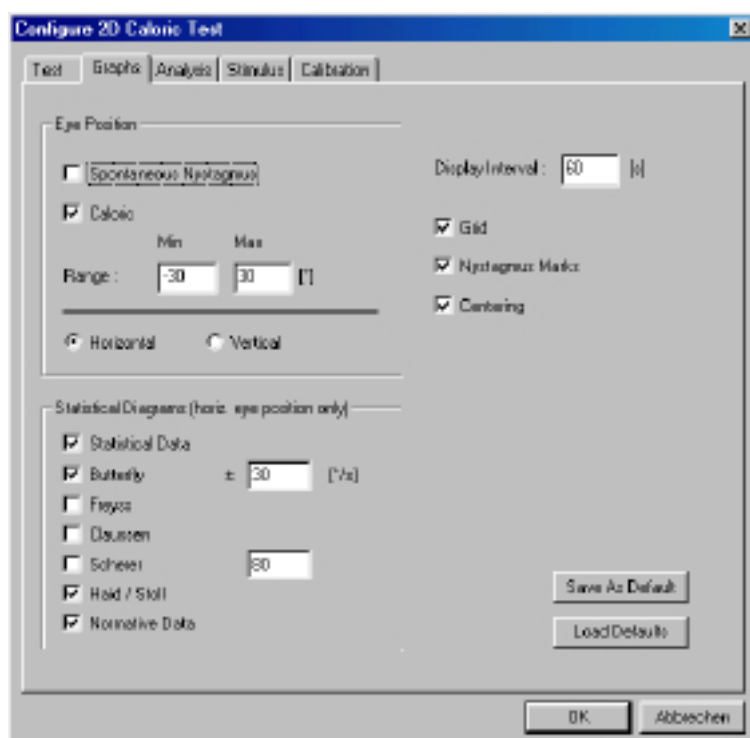 Configure 2D Caloric Test
Test Graphs Analysis Stimulus Calibration
Eye Position
Spontaneous Nystagmus
Caloric
Min Max
Range : -30 30 [°]
Horizontal Vertical
Display Interval : 60 [s]
Grid
Nystagmus Marks
Centering
Statistical Diagrams (horiz. eye position only)
Statistical Data
Butterfly ± 30 [°/s]
Freyss
Claussen
Scherer 80
Haid / Stoll
Normative Data
Save As Default
Load Defaults
OK Abbrechen